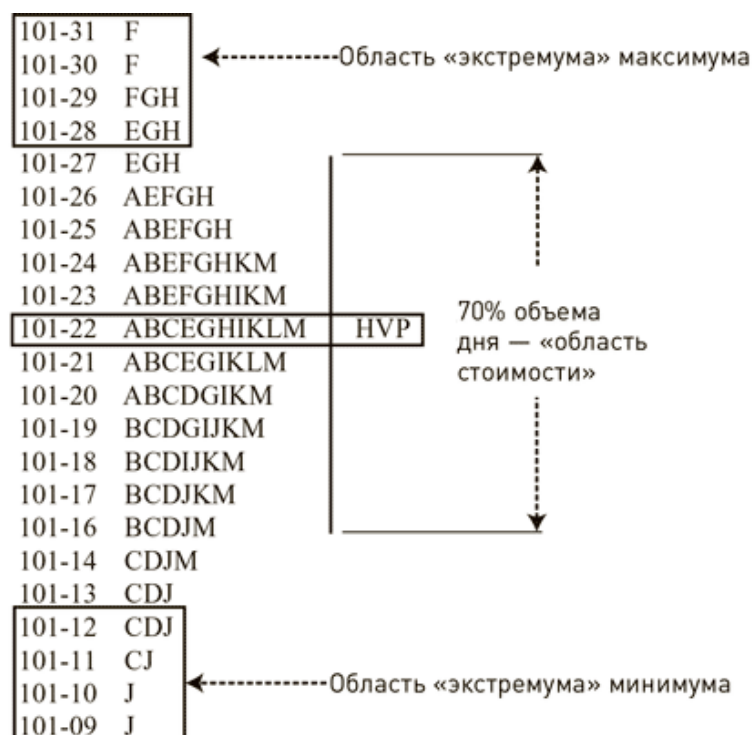 101-31 F
101-30 F
Область «экстремума» максимума
101-29 FGH
101-28 EGH
101-27 EGH
101-26 AEFGH
101-25 ABEFGH
101-24 ABEFGHKM
101-23 ABEFGHIKM
101-22 ABCEGHIKLM HVP
101-21 ABCEGIKLM
101-20 ABCDGIKM
101-19 BCDGIJKM
101-18 BCDIJKM
101-17 BCDJKM
101-16 BCDJM
70% объема
дня — «область
стоимости»
101-14 CDJM
101-13 CDJ
101-12 CDJ
101-11 CJ
101-10 J
Область «экстремума» минимума
101-09 J